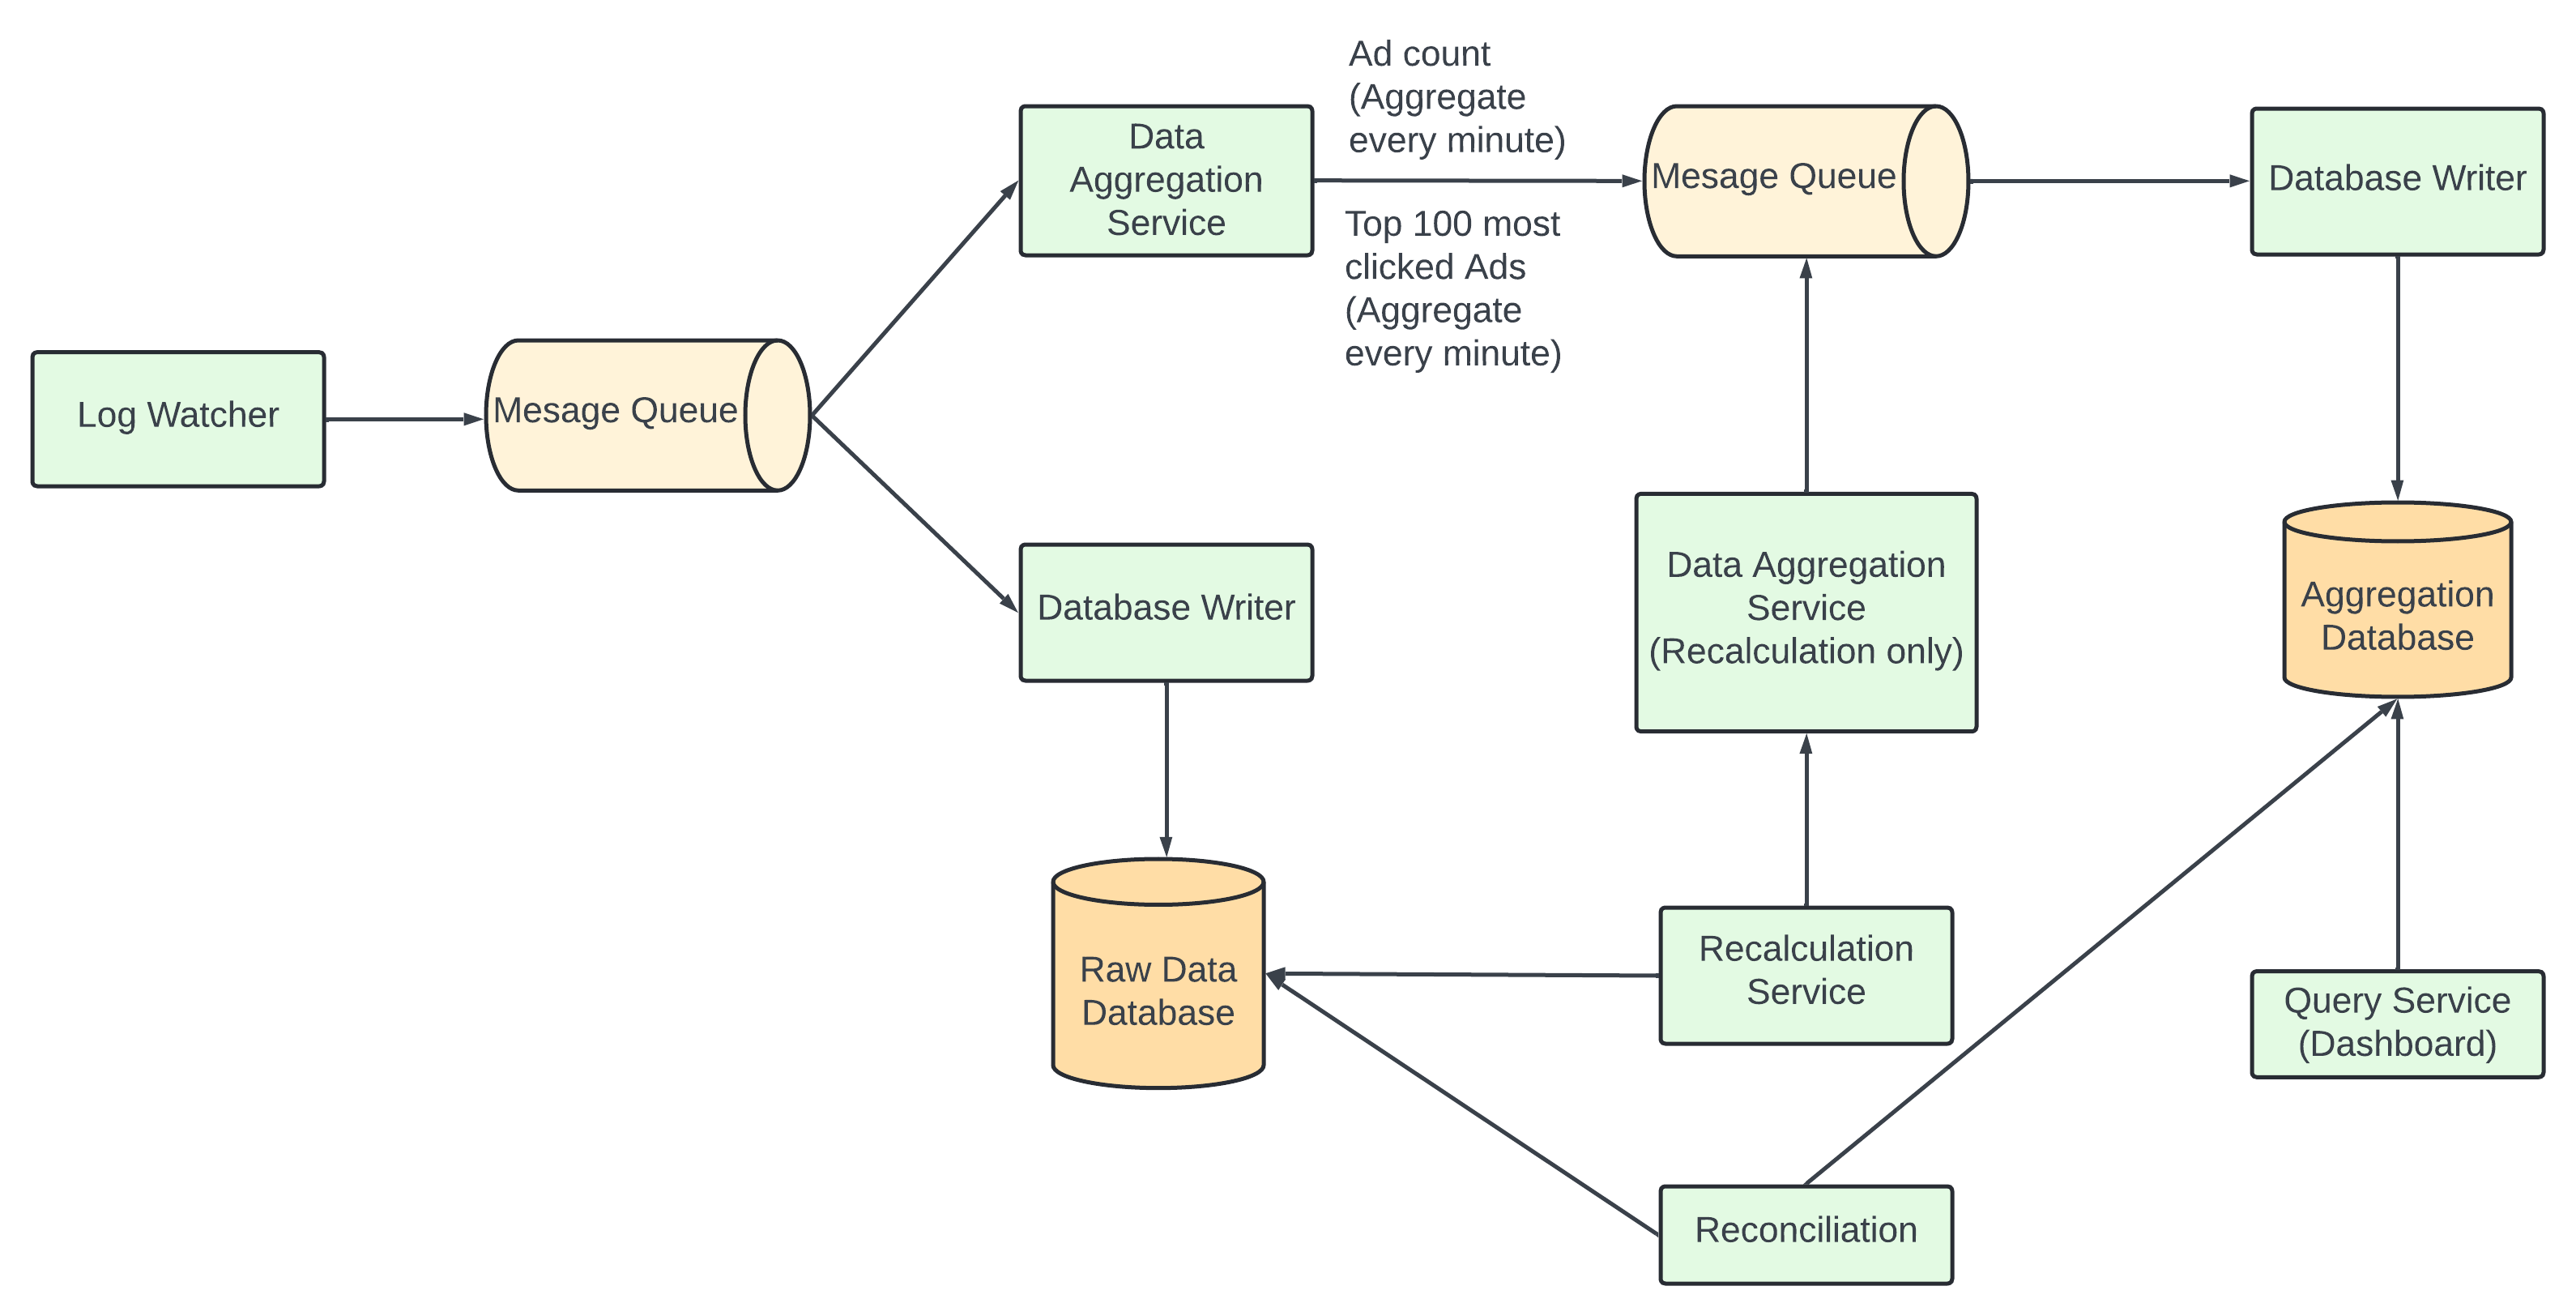 Ad count
(Aggregate
every minute)
Data
Aggregation
Service
Mesage Queue
Database Writer
Top 100 most
clicked Ads
(Aggregate
every minute)
Log Watcher
Mesage Queue
Database Writer
Data Aggregation
Service
(Recalculation only)
Aggregation
Database
Raw Data
Database
Recalculation
Service
Query Service
(Dashboard)
Reconciliation